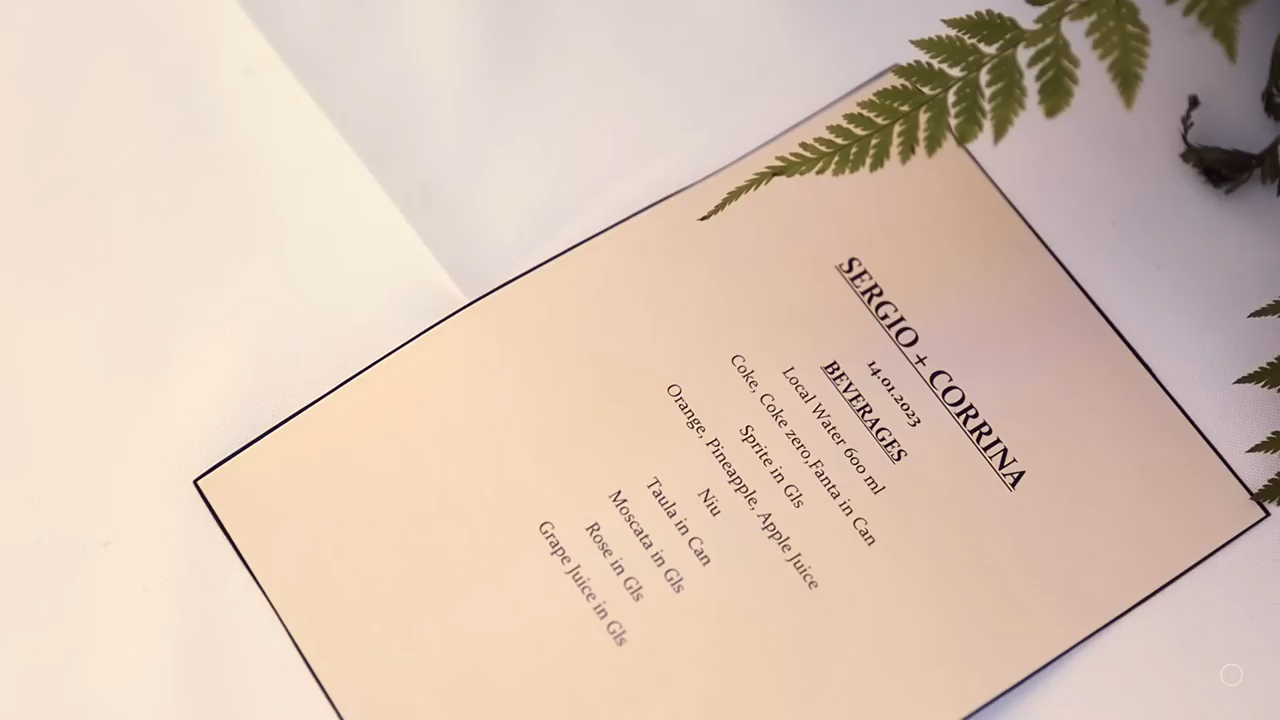 SERGIO + CORRINA
14.01.2023
BEVERAGES
Local Water 600 ml
Coke, Coke zero,Fanta in Can
Sprite in Gls
Orange, Pineapple, Apple Juice
Niu
Taula in Can
Moscata in Gls
Rose in Gls
Grape Juice in Gls